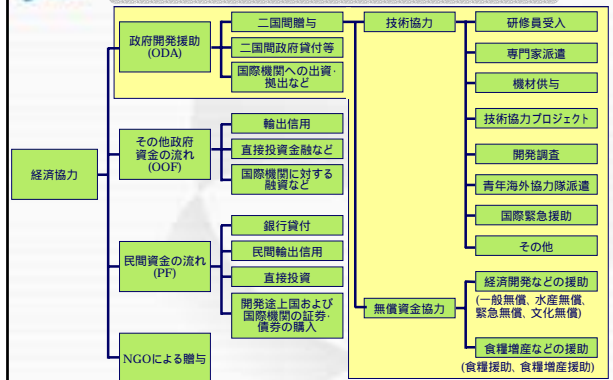 経済協力
政府開発援助
(ODA)
二国間贈与
二国間政府貸付等
国際機関への出資・
拠出など
その他政府
資金の流れ
(OOF)
輸出信用
直接投資金融など
国際機関に対する
融資など
民間資金の流れ
(PF)
銀行貸付
民間輸出信用
直接投資
開発途上国および
国際機関の証券・
債券の購入
NGOによる贈与
技術協力
研修員受入
専門家派遣
機材供与
技術協力プロジェクト
開発調査
青年海外協力隊派遣
国際緊急援助
その他
無償資金協力
経済開発などの援助
(一般無償、水産無償、
緊急無償、文化無償)
食糧増産などの援助
(食糧援助、食糧増産援助)